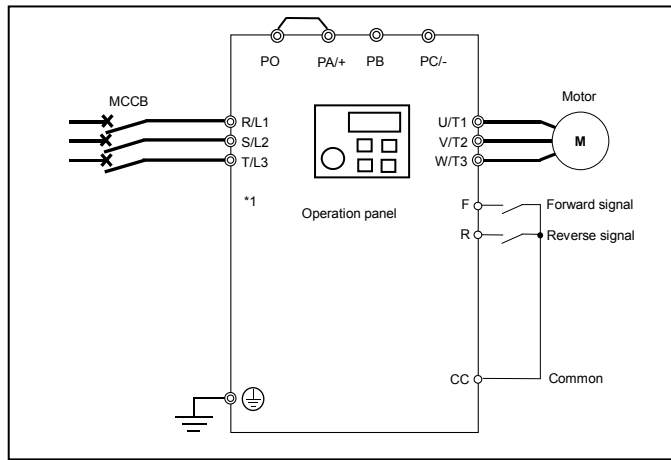 PO PA/+ PB PC/-
MCCB
Motor
R/L1
U/T1
S/L2
V/T2
M
T/L3
W/T3
*1
Operation panel
F
Forward signal
R
Reverse signal
CC
Common